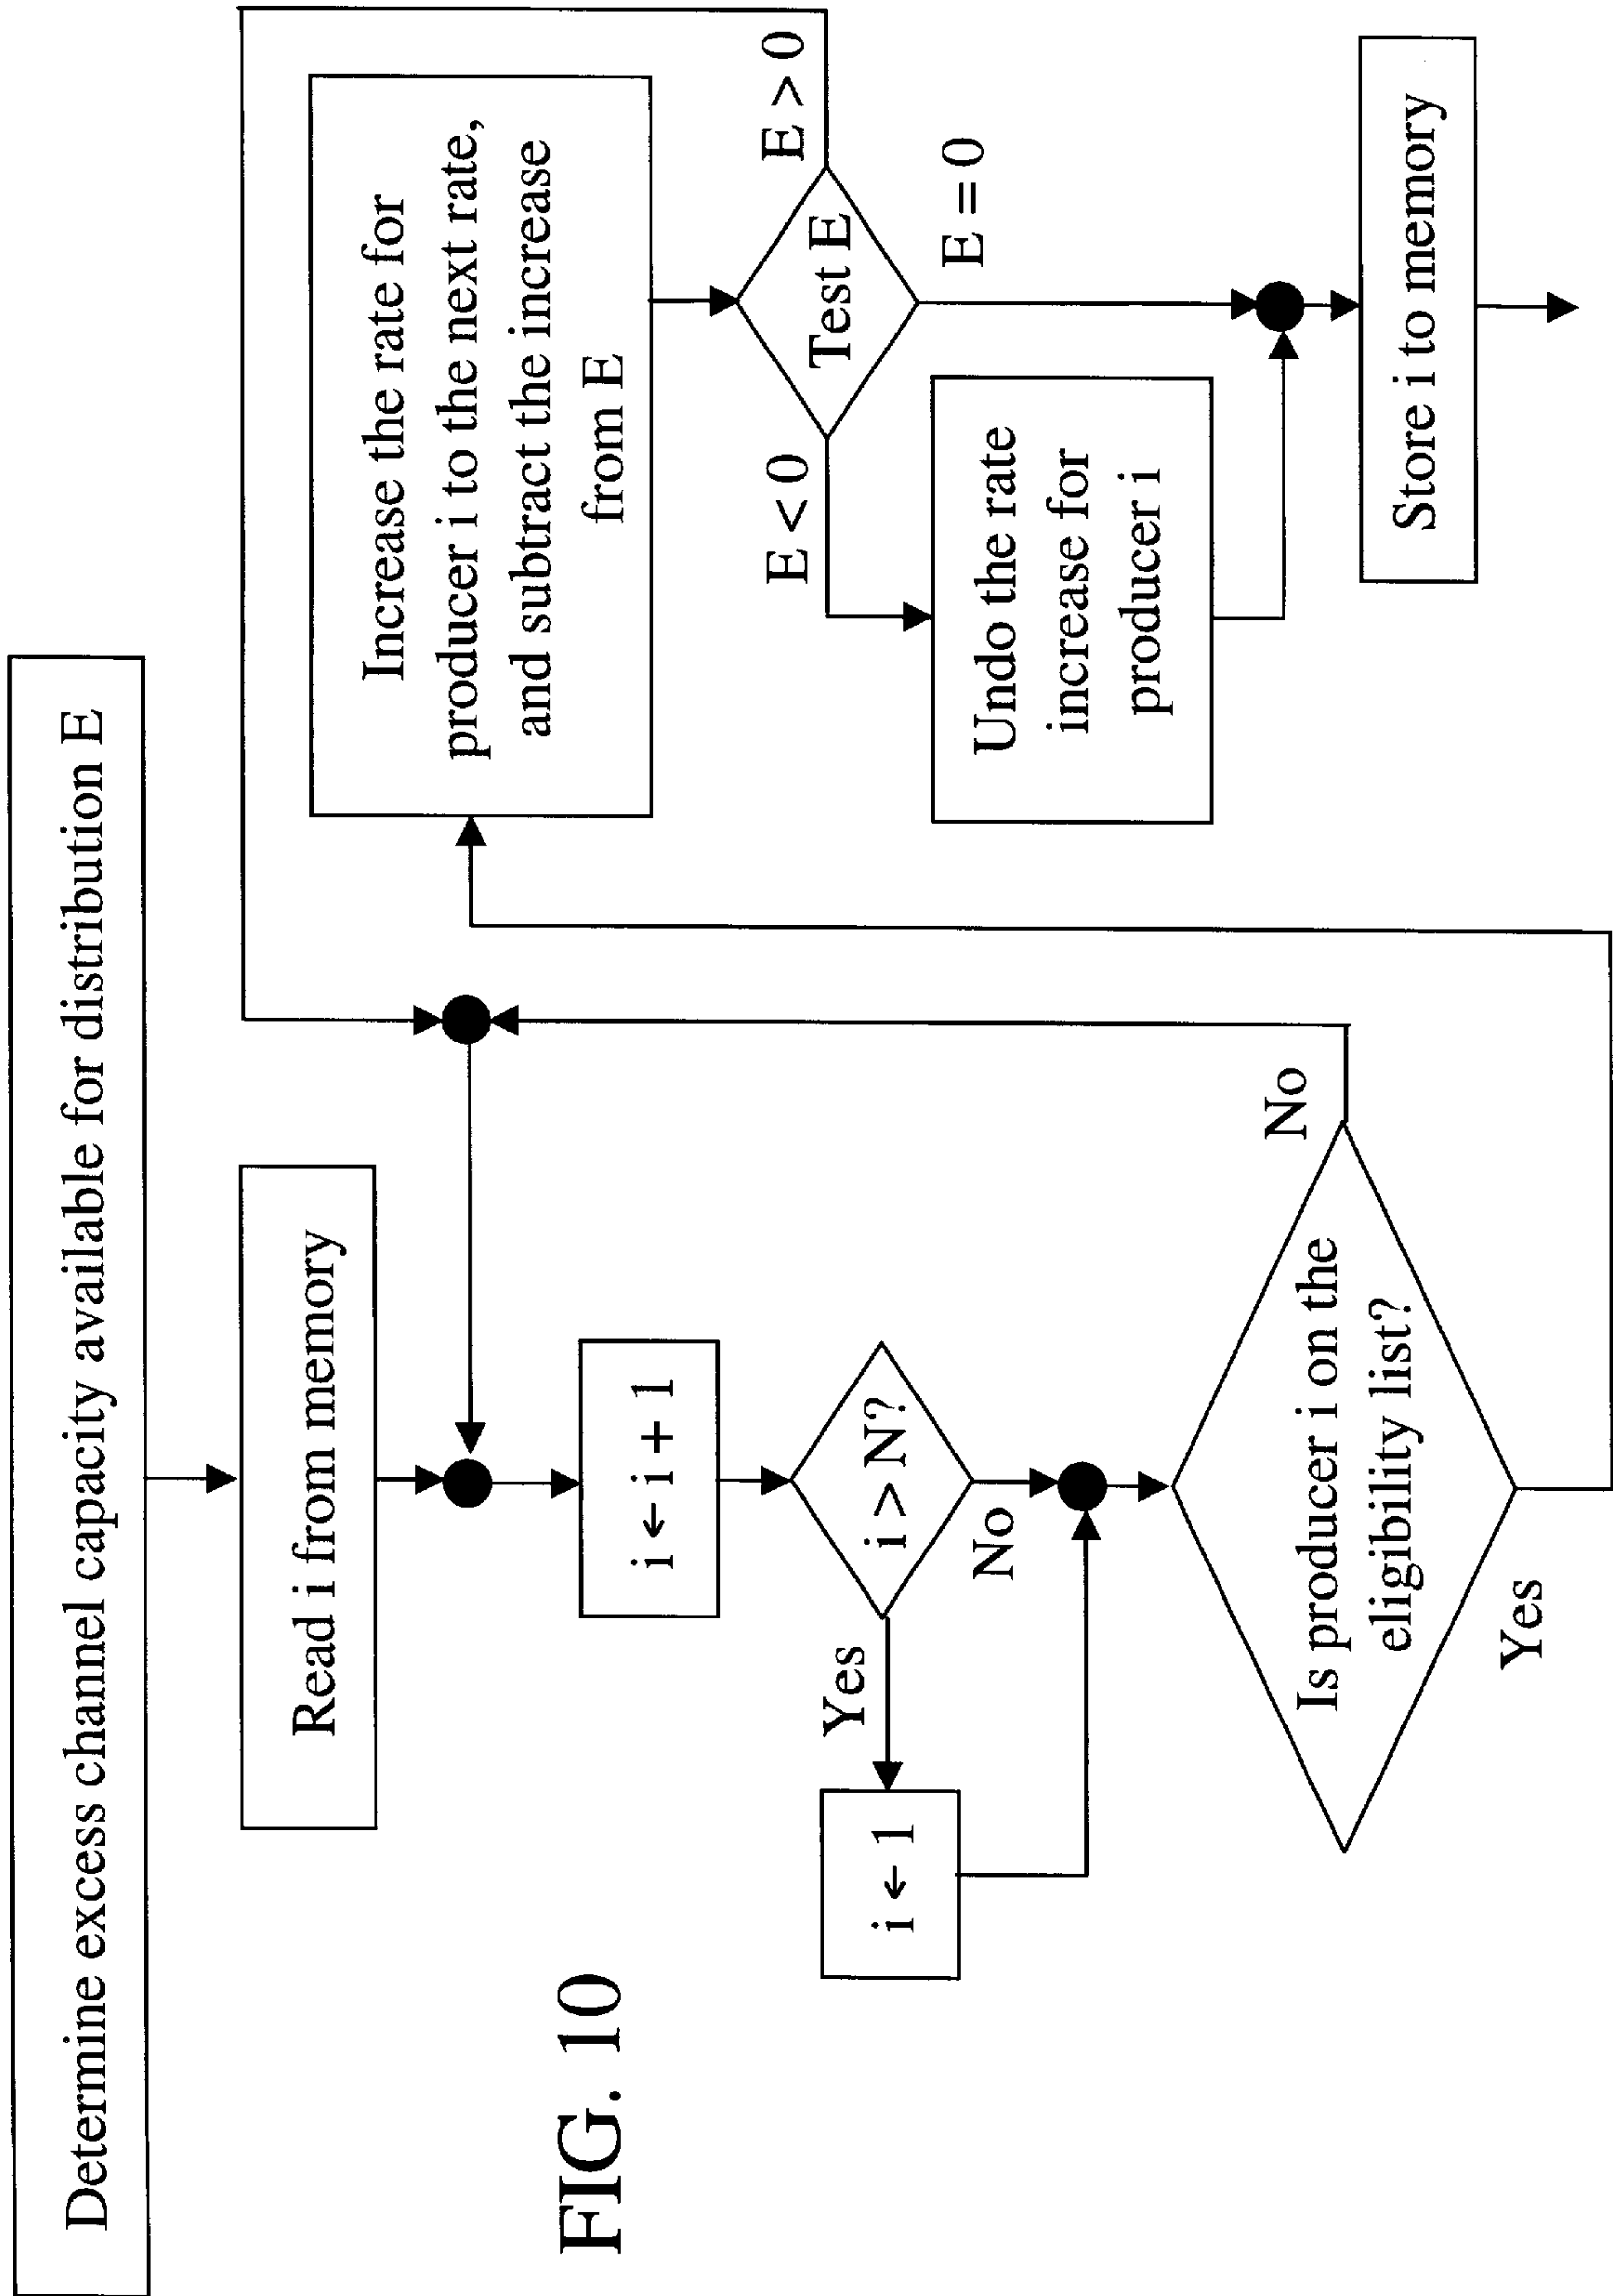 Determine excess channel capacity available for distribution E
Read i from memory
i ← i + 1
i > N?
Yes
No
i ← 1
Is producer i on the
eligibility list?
No
Yes
Increase the rate for
producer i to the next rate,
and subtract the increase
from E
Test E
E > 0
E < 0
E = 0
Undo the rate
increase for
producer i
Store i to memory
FIG. 10